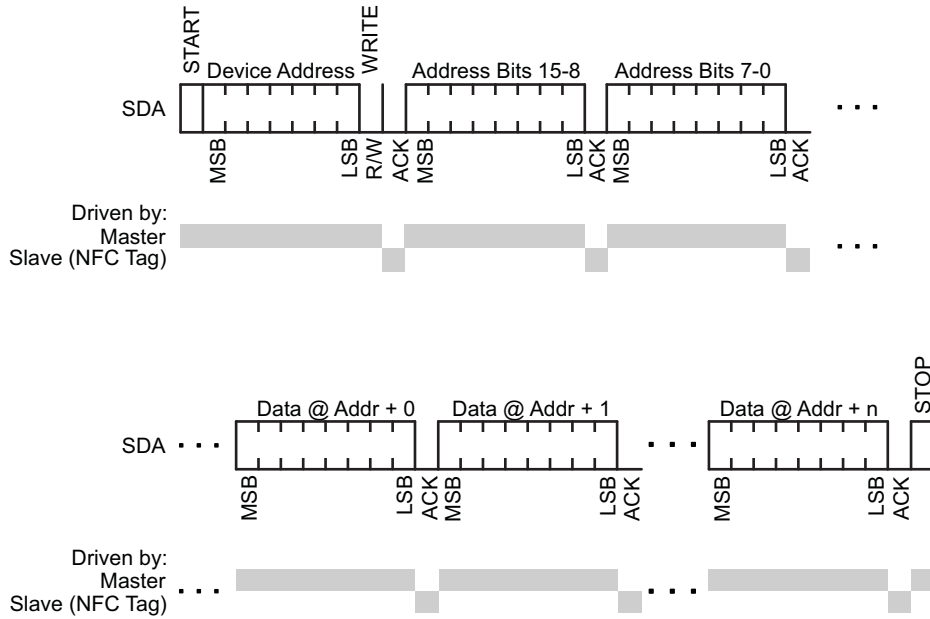 START
WRITE
Device Address
Address Bits 15-8
Address Bits 7-0
SDA
. . .
MSB
LSB
R/W
ACK
MSB
LSB
ACK
MSB
LSB
ACK
Driven by:
Master
Slave (NFC Tag)
. . .
STOP
Data @ Addr + 0
Data @ Addr + 1
Data @ Addr + n
SDA
. . .
. . .
MSB
LSB
ACK
MSB
LSB
ACK
MSB
LSB
ACK
Driven by:
Master
Slave (NFC Tag)
. . .
. . .